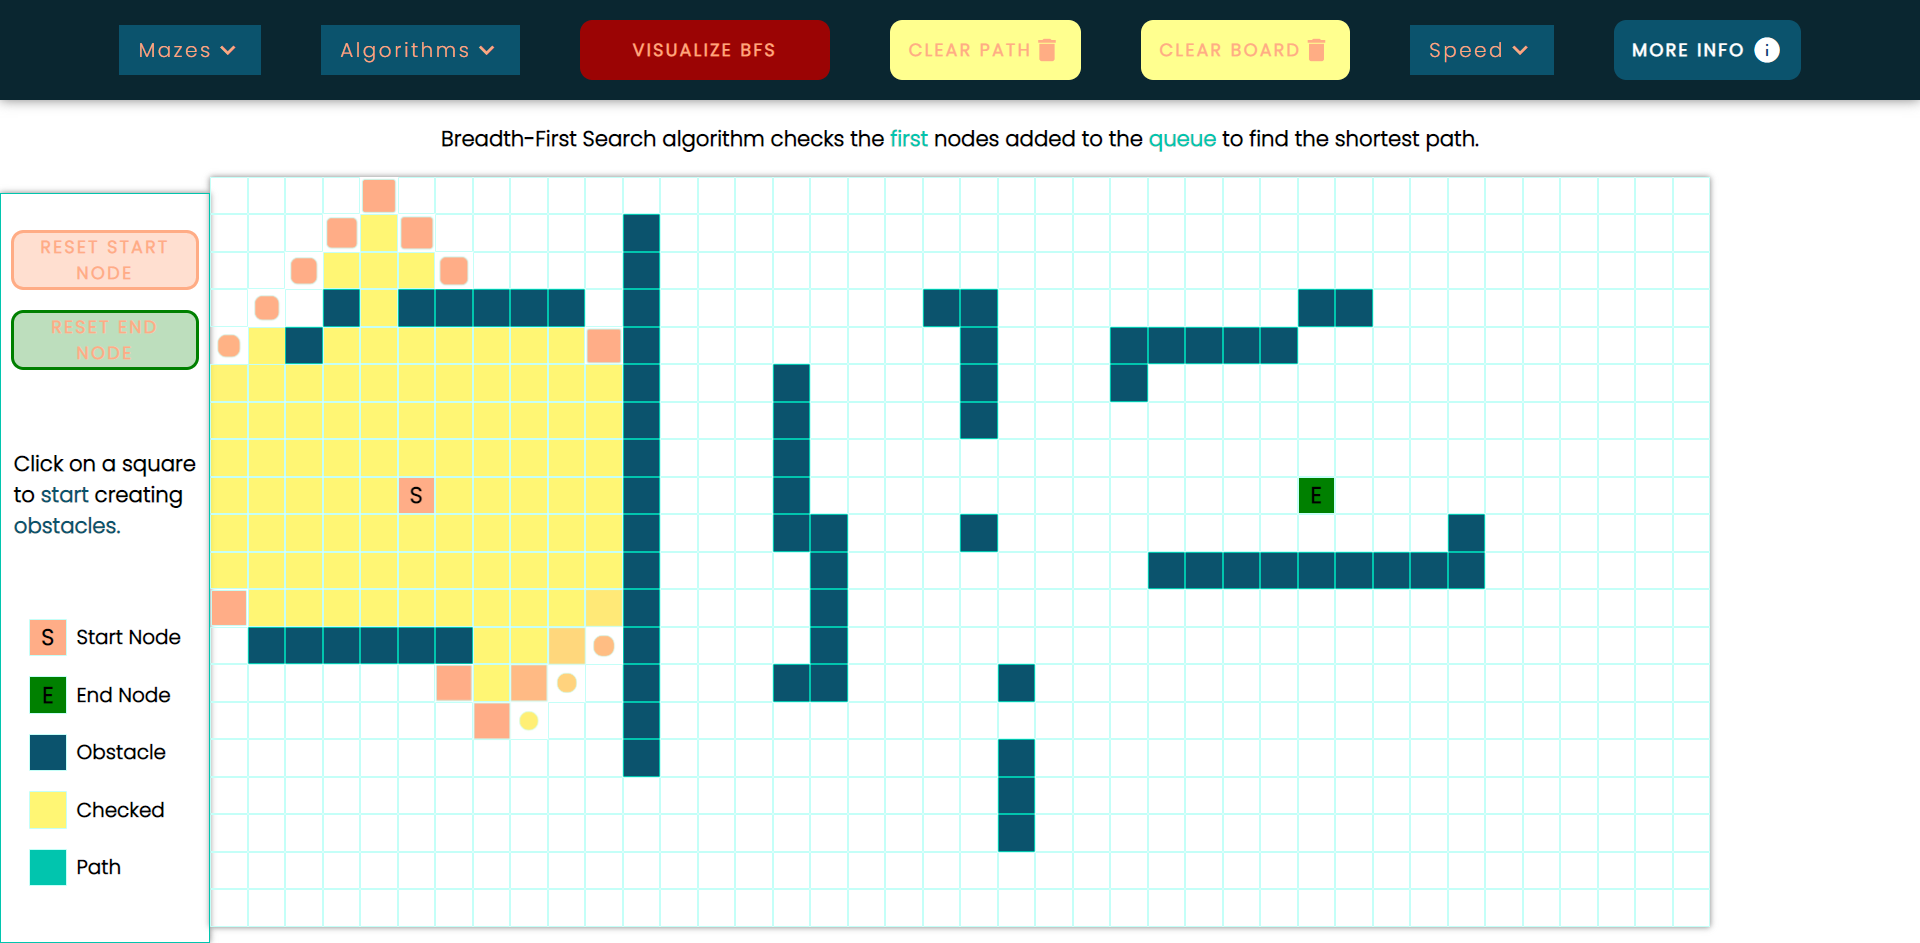 Mazes
Algorithms
VISUALIZE BFS
CLEAR PATH
CLEAR BOARD
Speed
MORE INFO
Breadth-First Search algorithm checks the first nodes added to the queue to find the shortest path.
RESET START
NODE
RESET END
NODE
Click on a square
to start creating
obstacles.
S Start Node
E End Node
Obstacle
Checked
Path
S
E